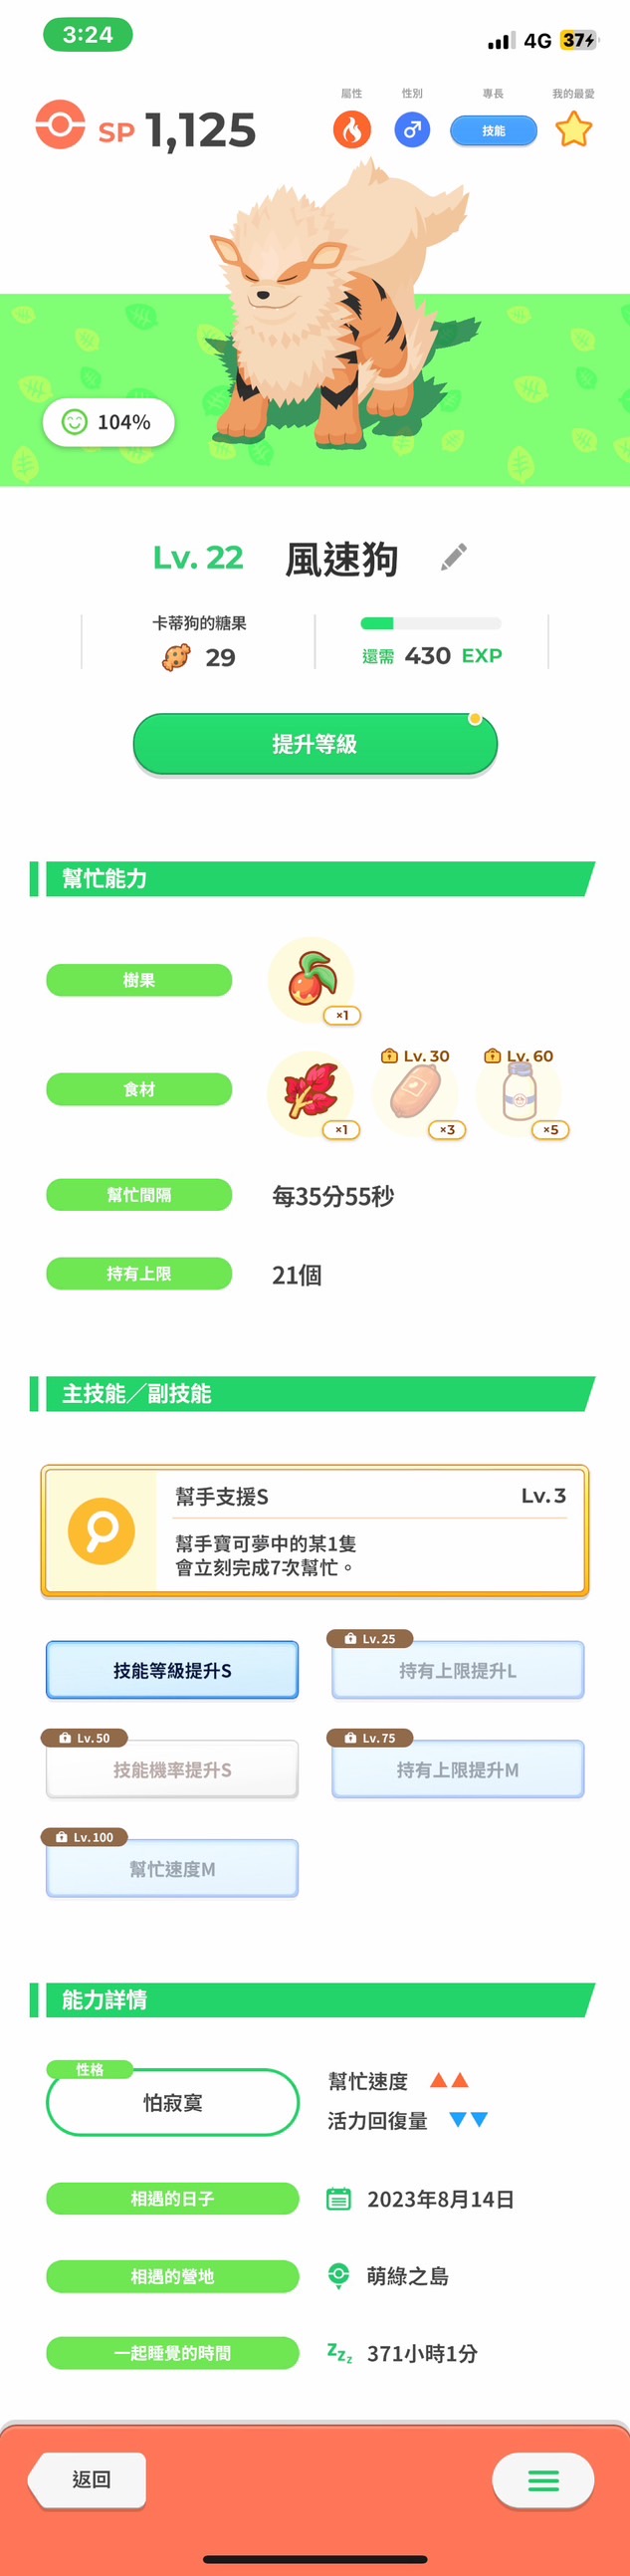 3:24
4G 37
屬性 性別 專長 我的最愛
SP 1,125
技能
104%
Lv. 22 風速狗
卡蒂狗的糖果
29
還需 430 EXP
提升等級
幫忙能力
樹果
×1
食材
Lv.30 Lv.60
×1 ×3 ×5
幫忙間隔 每35分55秒
持有上限 21個
主技能／副技能
幫手支援S Lv.3
幫手寶可夢中的某1隻
會立刻完成7次幫忙。
Lv.25
技能等級提升S 持有上限提升L
Lv.50 Lv.75
技能機率提升S 持有上限提升M
Lv.100
幫忙速度M
能力詳情
性格
怕寂寞
幫忙速度 ▲▲
活力回復量 ▼▼
相遇的日子 2023年8月14日
相遇的營地 萌綠之島
一起睡覺的時間 zzz 371小時1分
返回